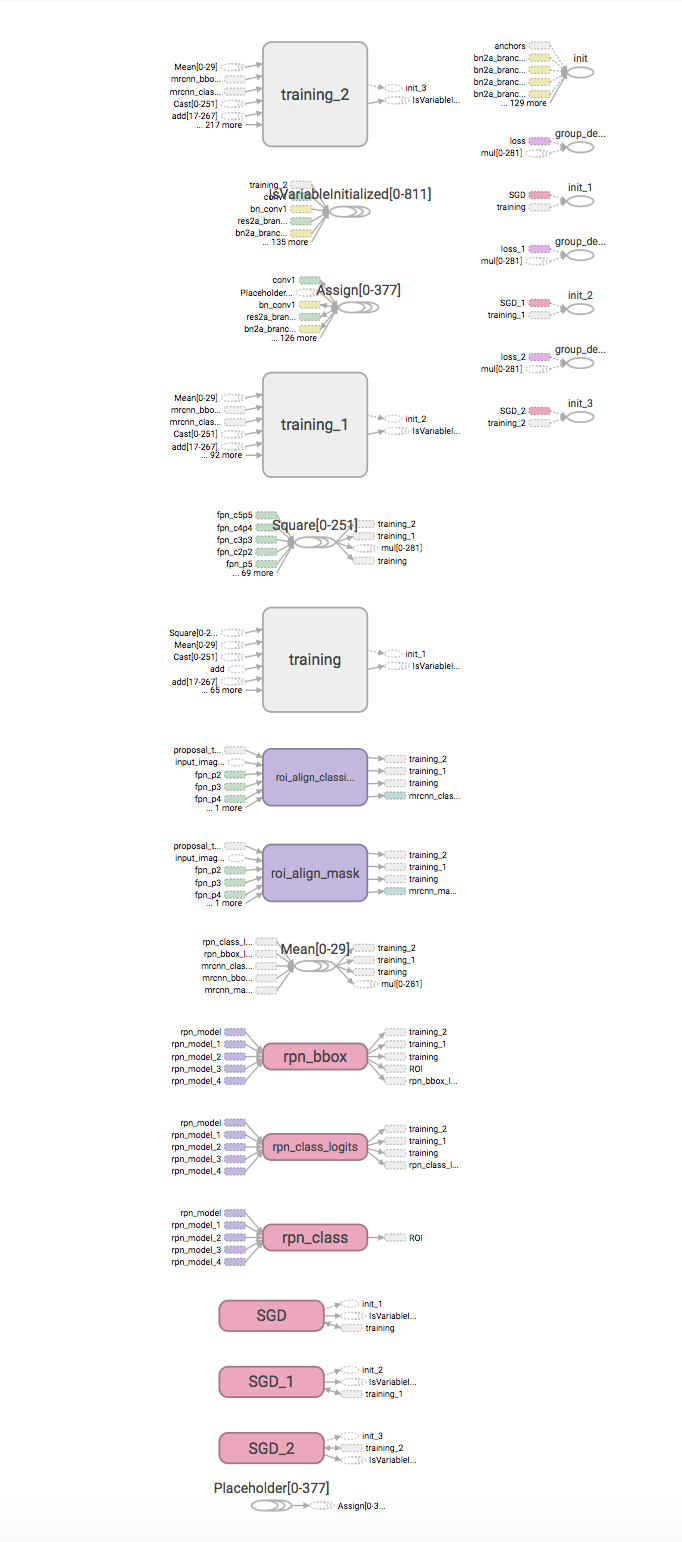 Mean[0-29]
mrcnn_bbo...
mrcnn_clas...
Cast[0-251]
add[17-267]
... 217 more
training_2
init_3
IsVariableI...
training_2
conv1
bn_conv1
res2a_bran...
bn2a_branc...
... 135 more
IsVariableInitialized[0-811]
conv1
Placeholder...
bn_conv1
res2a_bran...
bn2a_branc...
... 126 more
Assign[0-377]
Mean[0-29]
mrcnn_bbo...
mrcnn_clas...
Cast[0-251]
add[17-267]
... 92 more
training_1
init_2
IsVariableI...
fpn_c5p5
fpn_c4p4
fpn_c3p3
fpn_c2p2
fpn_p5
... 69 more
Square[0-251]
training_2
training_1
mul[0-281]
training
Square[0-2...
Mean[0-29]
Cast[0-251]
add
add[17-267]
... 65 more
training
init_1
IsVariableI...
proposal_t...
input_imag...
fpn_p2
fpn_p3
fpn_p4
... 1 more
roi_align_classi...
training_2
training_1
training
mrcnn_clas...
proposal_t...
input_imag...
fpn_p2
fpn_p3
fpn_p4
... 1 more
roi_align_mask
training_2
training_1
training
mrcnn_ma...
rpn_class_l...
rpn_bbox_l...
mrcnn_clas...
mrcnn_bbo...
mrcnn_ma...
Mean[0-29]
training_2
training_1
training
mul[0-281]
rpn_model
rpn_model_1
rpn_model_2
rpn_model_3
rpn_model_4
rpn_bbox
training_2
training_1
training
ROI
rpn_bbox_l...
rpn_model
rpn_model_1
rpn_model_2
rpn_model_3
rpn_model_4
rpn_class_logits
training_2
training_1
training
rpn_class_l...
rpn_model
rpn_model_1
rpn_model_2
rpn_model_3
rpn_model_4
rpn_class
ROI
SGD
init_1
IsVariableI...
training
SGD_1
init_2
IsVariableI...
training_1
SGD_2
init_3
training_2
IsVariableI...
Placeholder[0-377]
Assign[0-3...
anchors
bn2a_branc...
bn2a_branc...
bn2a_branc...
bn2a_branc...
... 129 more
init
loss
mul[0-281]
group_de...
SGD
training
init_1
loss_1
mul[0-281]
group_de...
SGD_1
training_1
init_2
loss_2
mul[0-281]
group_de...
SGD_2
training_2
init_3